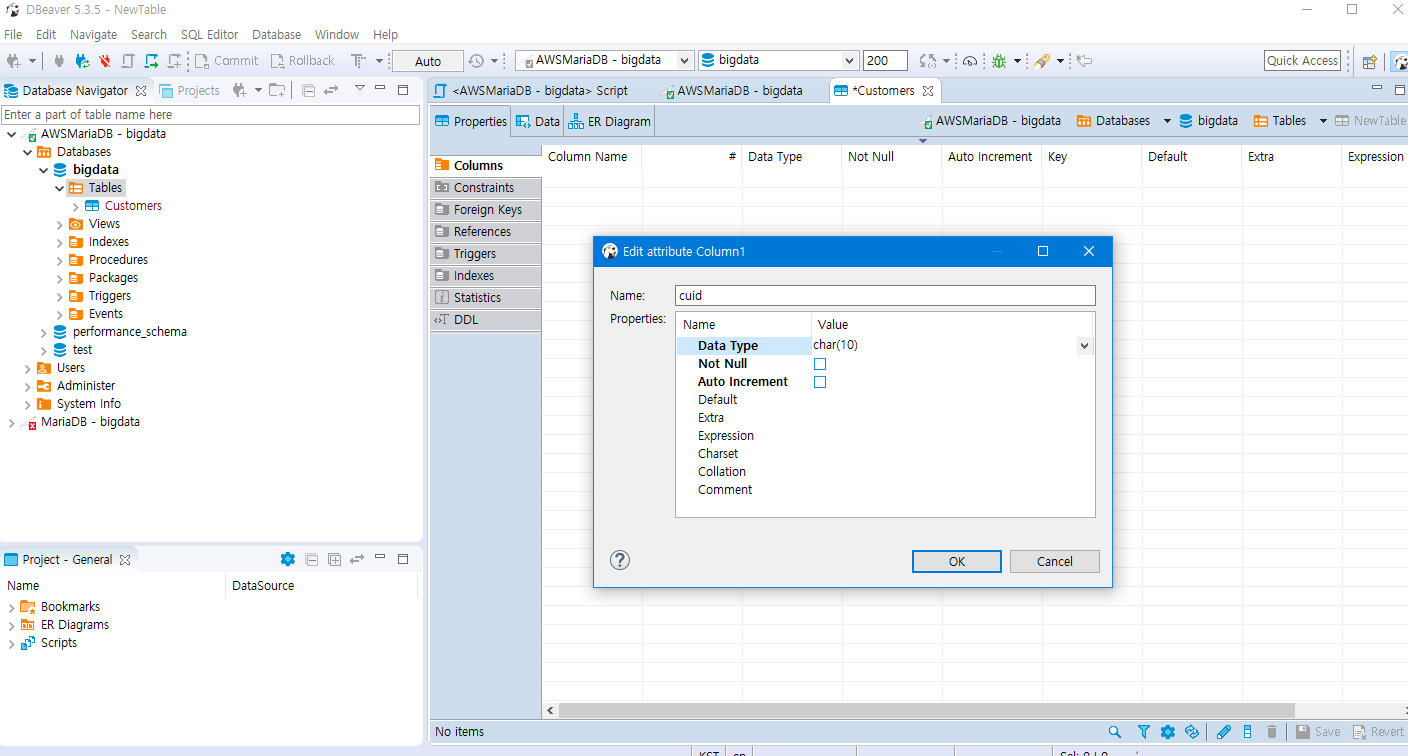 DBeaver 5.3.5 - NewTable
File Edit Navigate Search SQL Editor Database Window Help
Commit Rollback Auto AWSMariaDB - bigdata bigdata 200 Quick Access
Database Navigator Projects
Enter a part of table name here
AWSMariaDB - bigdata
Databases
bigdata
Tables
Customers
Views
Indexes
Procedures
Packages
Triggers
Events
performance_schema
test
Users
Administer
System Info
MariaDB - bigdata
Project - General
Name DataSource
Bookmarks
ER Diagrams
Scripts
<AWSMariaDB - bigdata> Script AWSMariaDB - bigdata *Customers
Properties Data ER Diagram AWSMariaDB - bigdata Databases bigdata Tables NewTable
Columns
Constraints
Foreign Keys
References
Triggers
Indexes
Statistics
DDL
Column Name # Data Type Not Null Auto Increment Key Default Extra Expression
Edit attribute Column1
Name: cuid
Properties:
Name Value
Data Type char(10)
Not Null
Auto Increment
Default
Extra
Expression
Charset
Collation
Comment
? OK Cancel
No items Save Revert
KST en